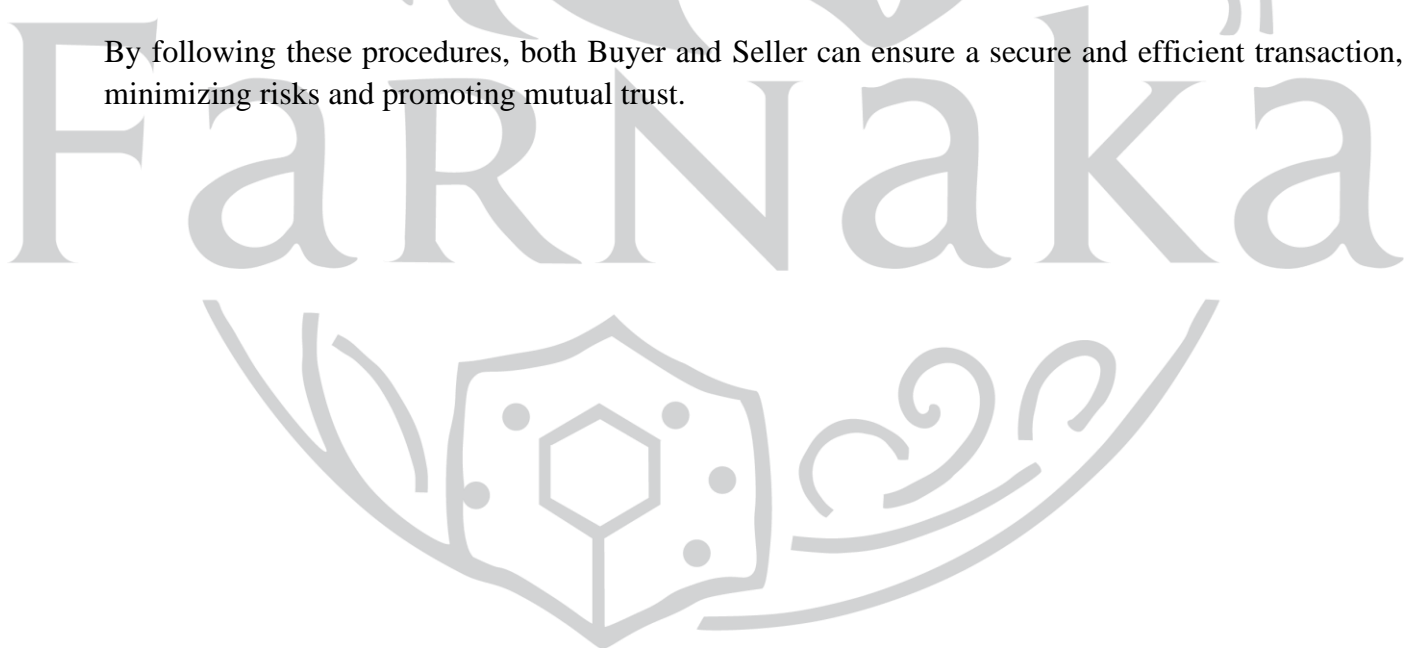 By following these procedures, both Buyer and Seller can ensure a secure and efficient transaction,
minimizing risks and promoting mutual trust.
FaRNaka